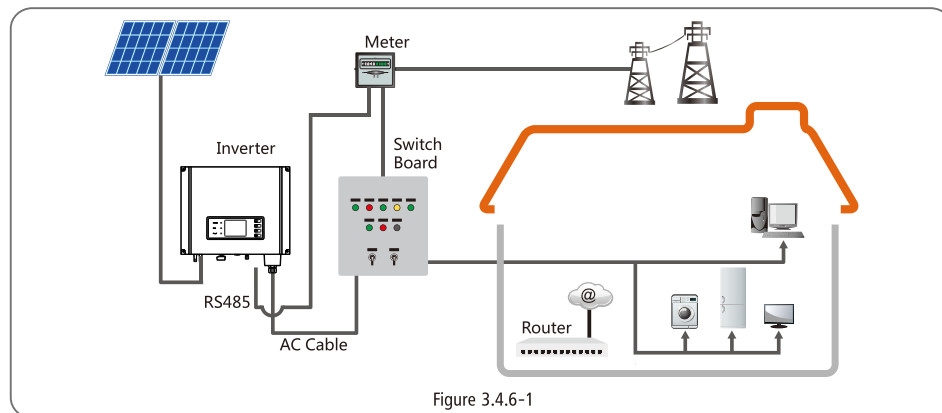 Meter
Switch
Board
Inverter
RS485
AC Cable
@
Router
Figure 3.4.6-1